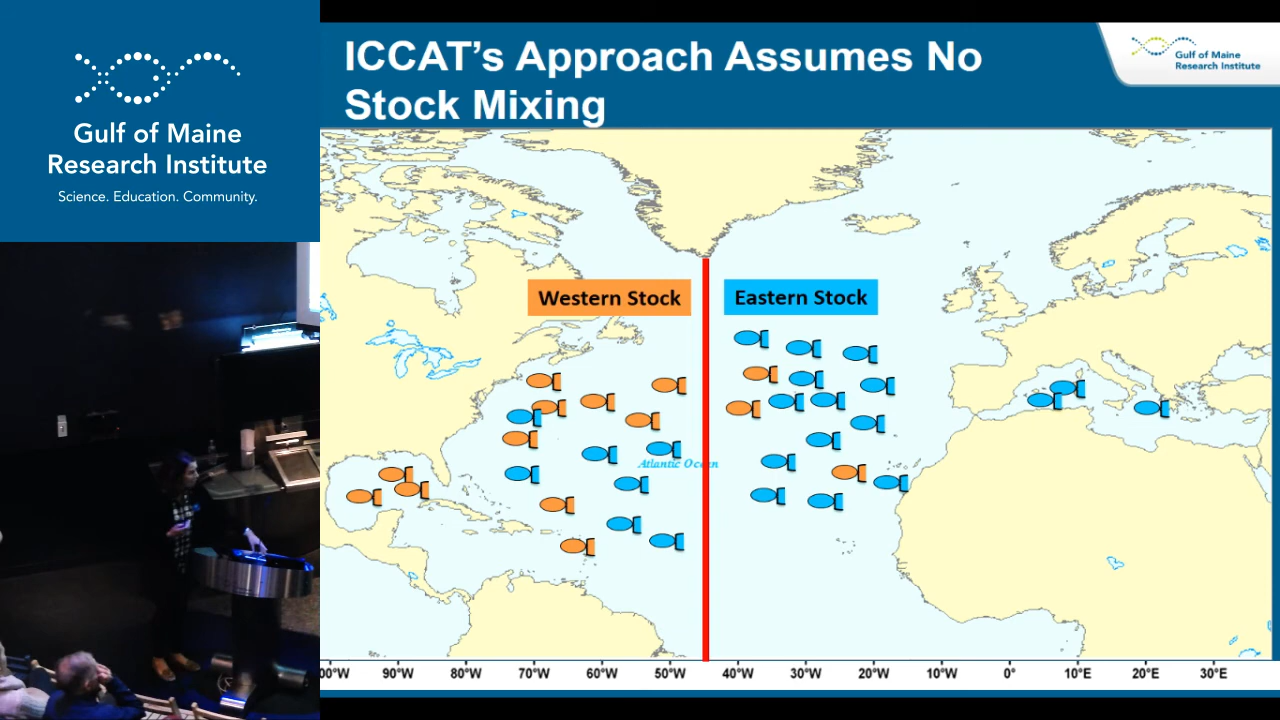 Gulf of Maine
Research Institute
Science. Education. Community.
ICCAT's Approach Assumes No
Stock Mixing
Gulf of Maine
Research Institute
Western Stock
Eastern Stock
Atlantic Ocean
90°W 80°W 70°W 60°W 50°W 40°W 30°W 20°W 10°W 0° 10°E 20°E 30°E